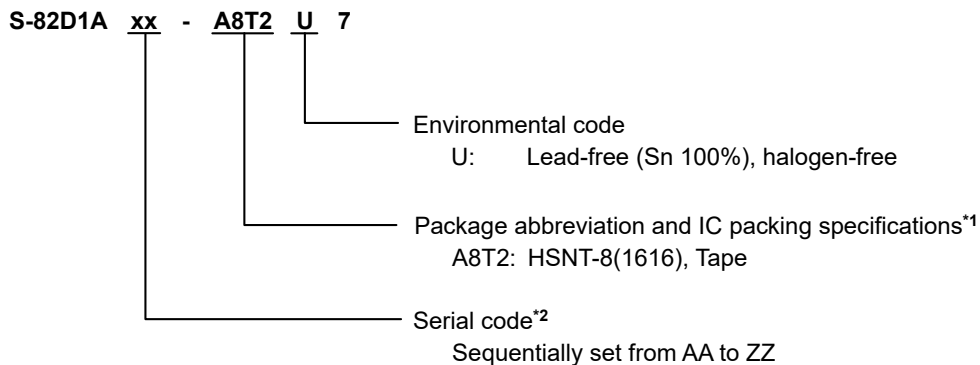 S-82D1A xx - A8T2 U 7
Environmental code
U: Lead-free (Sn 100%), halogen-free
Package abbreviation and IC packing specifications*1
A8T2: HSNT-8(1616), Tape
Serial code*2
Sequentially set from AA to ZZ